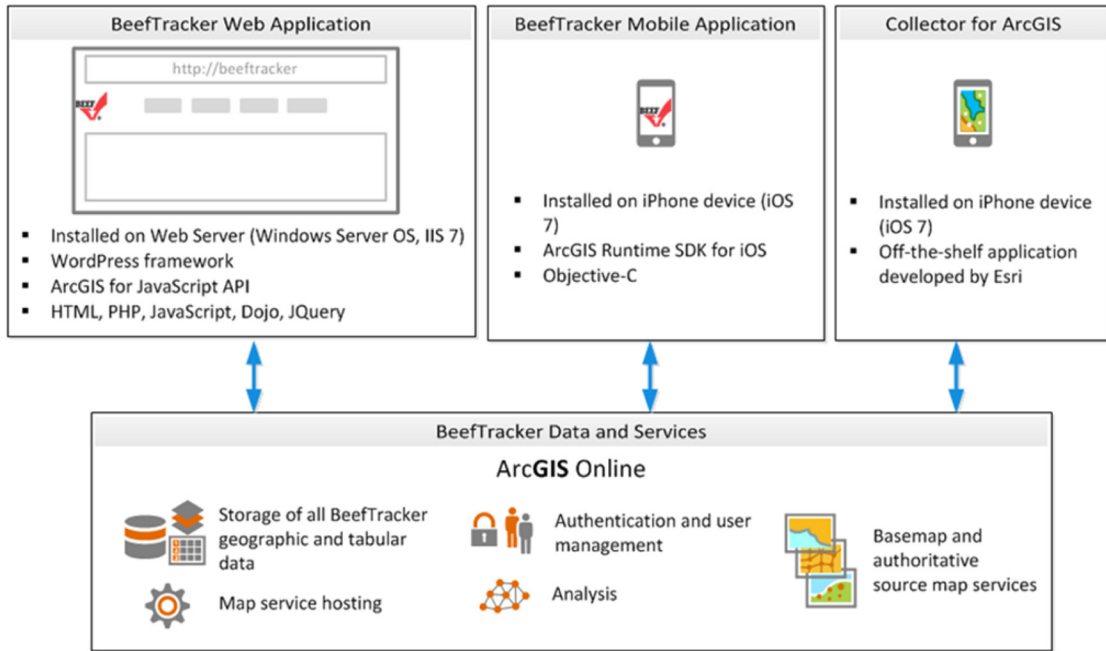 BeefTracker Web Application
http://beeftracker
BEEF
Installed on Web Server (Windows Server OS, IIS 7)
WordPress framework
ArcGIS for JavaScript API
HTML, PHP, JavaScript, Dojo, JQuery
BeefTracker Mobile Application
BEEF
Installed on iPhone device (iOS
7)
ArcGIS Runtime SDK for iOS
Objective-C
Collector for ArcGIS
Installed on iPhone device
(iOS 7)
Off-the-shelf application
developed by Esri
BeefTracker Data and Services
ArcGIS Online
Storage of all BeefTracker
geographic and tabular
data
Map service hosting
Authentication and user
management
Analysis
Basemap and
authoritative
source map services